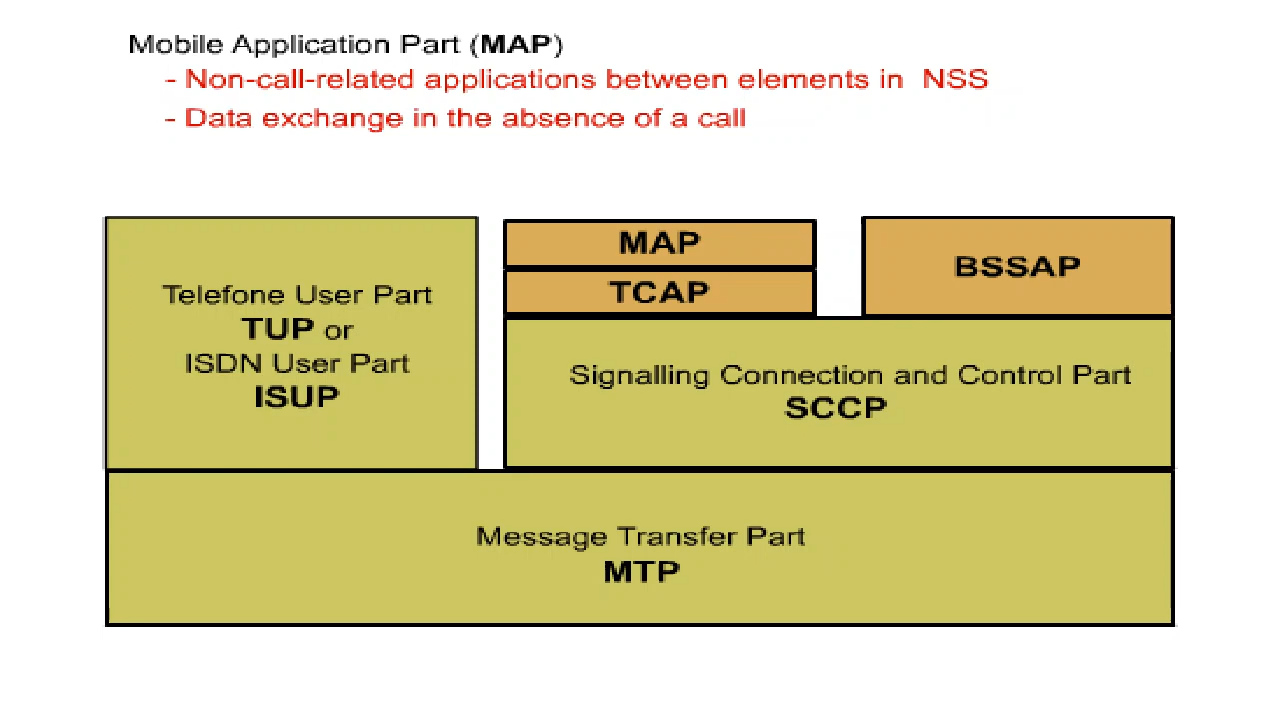 Mobile Application Part (MAP)
- Non-call-related applications between elements in NSS
- Data exchange in the absence of a call
Telefone User Part
TUP or
ISDN User Part
ISUP
MAP
TCAP
BSSAP
Signalling Connection and Control Part
SCCP
Message Transfer Part
MTP